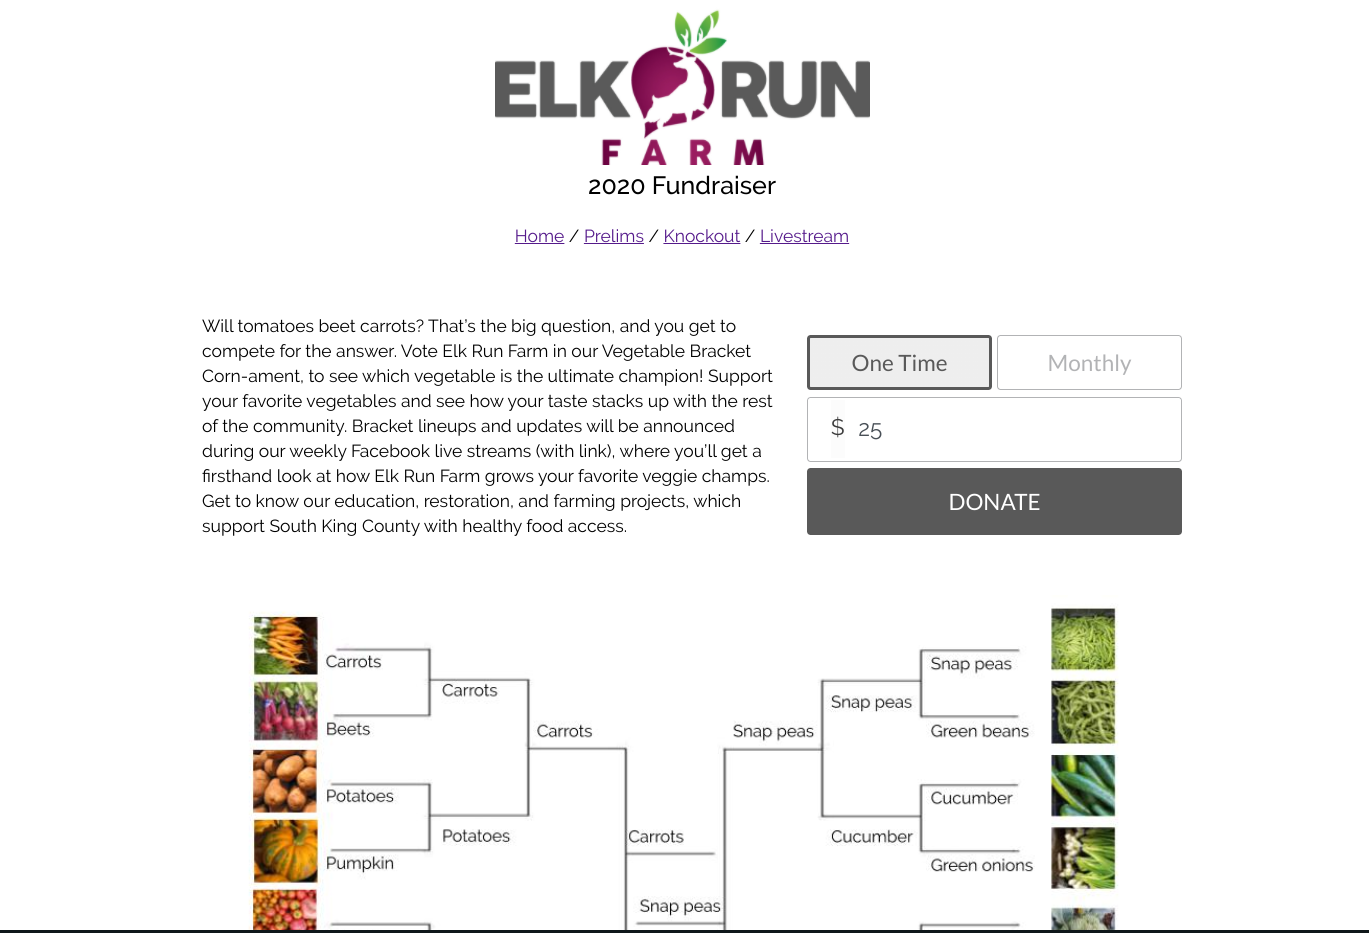 ELK RUN
FARM
2020 Fundraiser
Home / Prelims / Knockout / Livestream
Will tomatoes beet carrots? That’s the big question, and you get to
compete for the answer. Vote Elk Run Farm in our Vegetable Bracket
Corn-ament, to see which vegetable is the ultimate champion! Support
your favorite vegetables and see how your taste stacks up with the rest
of the community. Bracket lineups and updates will be announced
during our weekly Facebook live streams (with link), where you’ll get a
firsthand look at how Elk Run Farm grows your favorite veggie champs.
Get to know our education, restoration, and farming projects, which
support South King County with healthy food access.
One Time
Monthly
$ 25
DONATE
Carrots
Carrots
Beets
Carrots
Potatoes
Potatoes
Pumpkin
Carrots
Snap peas
Snap peas
Snap peas
Snap peas
Green beans
Cucumber
Cucumber
Green onions